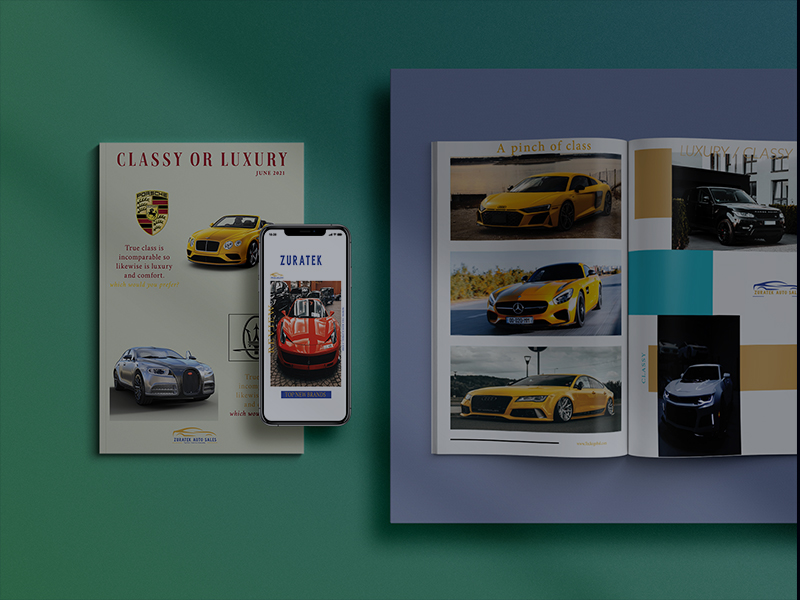 CLASSY OR LUXURY
JUNE 2021
PORSCHE
True class is
incomparable so
likewise is luxury
and comfort.
which would you prefer?
which wou
ZURATEK AUTO SALES
ZURATEK
TOP NEW BRANDS
A pinch of class
LUXURY / CLASSY
ZURATEK AUTO SALES
CLASSY